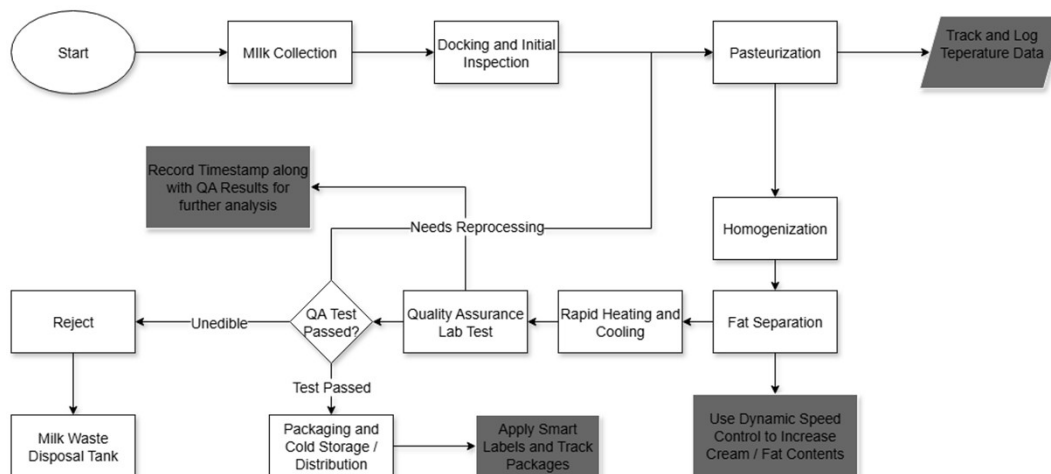 Start
MIlk Collection
Docking and Initial
Inspection
Pasteurization
Track and Log
Teperature Data
Record Timestamp along
with QA Results for
further analysis
Needs Reprocessing
Homogenization
Reject
Unedible
QA Test
Passed?
Quality Assurance
Lab Test
Rapid Heating and
Cooling
Fat Separation
Test Passed
Milk Waste
Disposal Tank
Packaging and
Cold Storage /
Distribution
Apply Smart
Labels and Track
Packages
Use Dynamic Speed
Control to Increase
Cream / Fat Contents